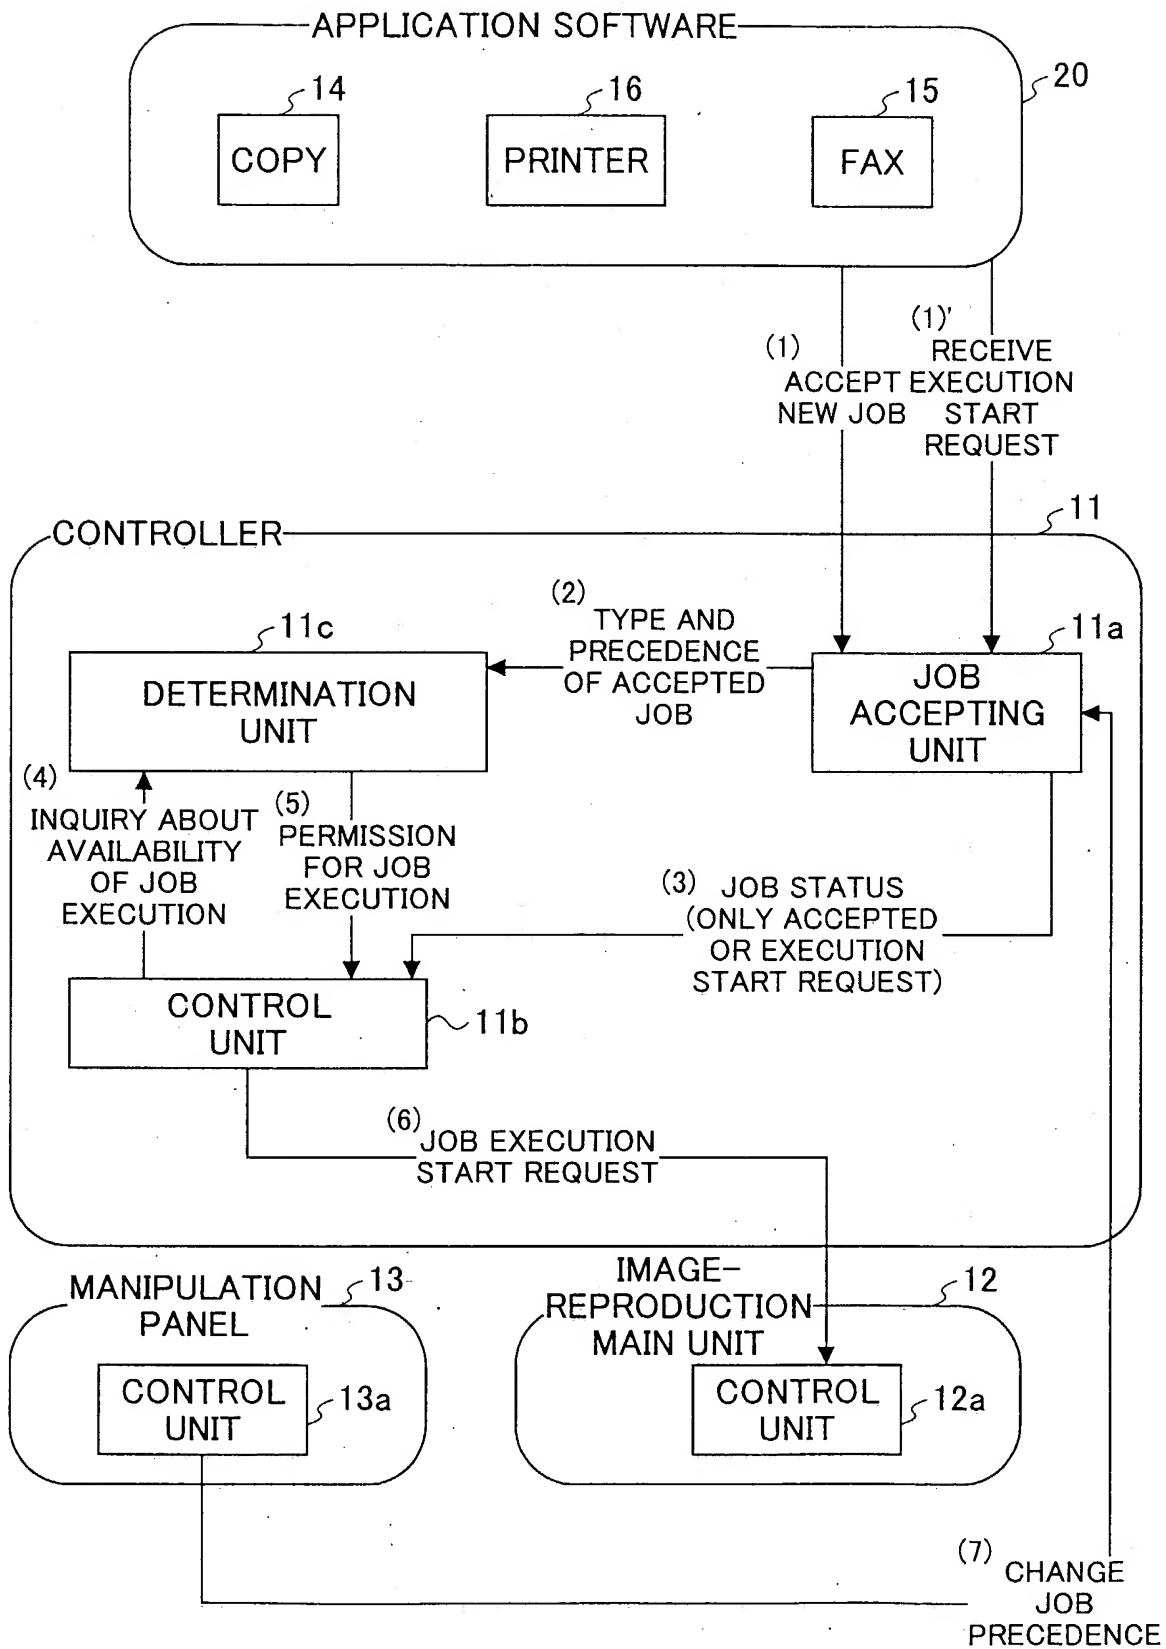 APPLICATION SOFTWARE
20
14
16
15
COPY
PRINTER
FAX
(1)
ACCEPT
NEW JOB
(1)'
RECEIVE
EXECUTION
START
REQUEST
CONTROLLER
11
(2)
TYPE AND
PRECEDENCE
OF ACCEPTED
JOB
11c
DETERMINATION
UNIT
11a
JOB
ACCEPTING
UNIT
(4)
INQUIRY ABOUT
AVAILABILITY
OF JOB
EXECUTION
(5)
PERMISSION
FOR JOB
EXECUTION
(3) JOB STATUS
(ONLY ACCEPTED
OR EXECUTION
START REQUEST)
CONTROL
UNIT
11b
(6)
JOB EXECUTION
START REQUEST
MANIPULATION
PANEL
13
CONTROL
UNIT
13a
IMAGE-
REPRODUCTION
MAIN UNIT
12
CONTROL
UNIT
12a
(7)
CHANGE
JOB
PRECEDENCE